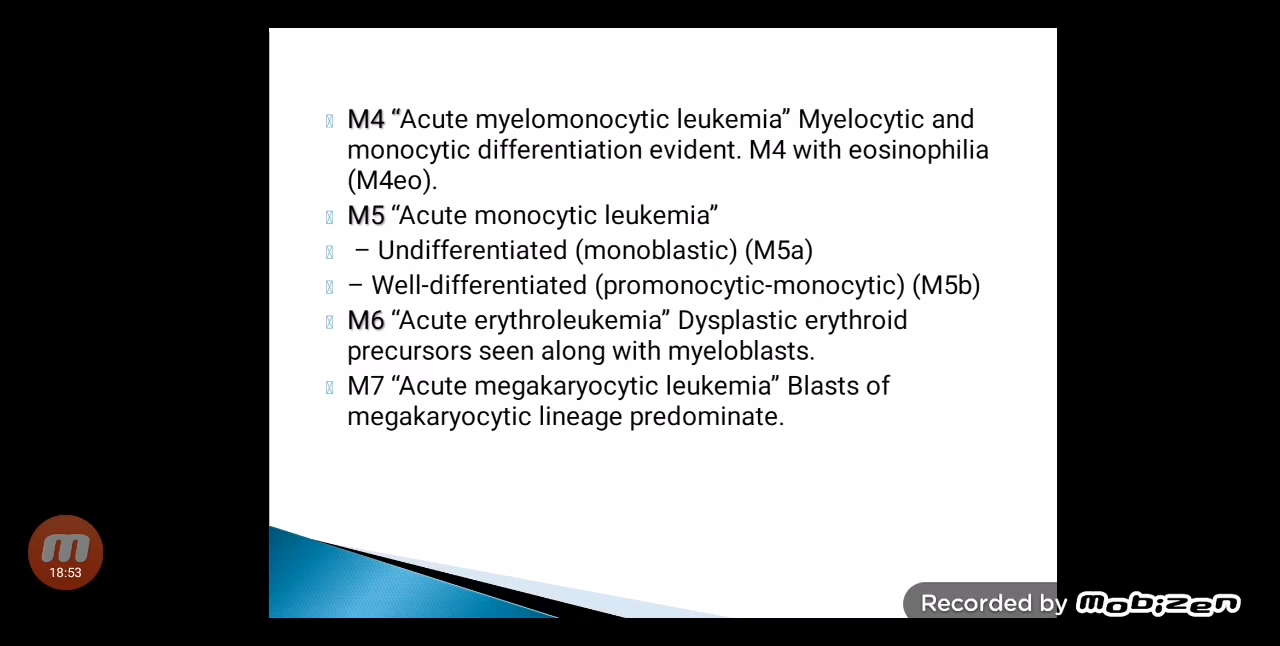 M4 “Acute myelomonocytic leukemia” Myelocytic and
monocytic differentiation evident. M4 with eosinophilia
(M4eo).
M5 “Acute monocytic leukemia”
– Undifferentiated (monoblastic) (M5a)
– Well-differentiated (promonocytic-monocytic) (M5b)
M6 “Acute erythroleukemia” Dysplastic erythroid
precursors seen along with myeloblasts.
M7 “Acute megakaryocytic leukemia” Blasts of
megakaryocytic lineage predominate.
m
18:53
Recorded by mobizen